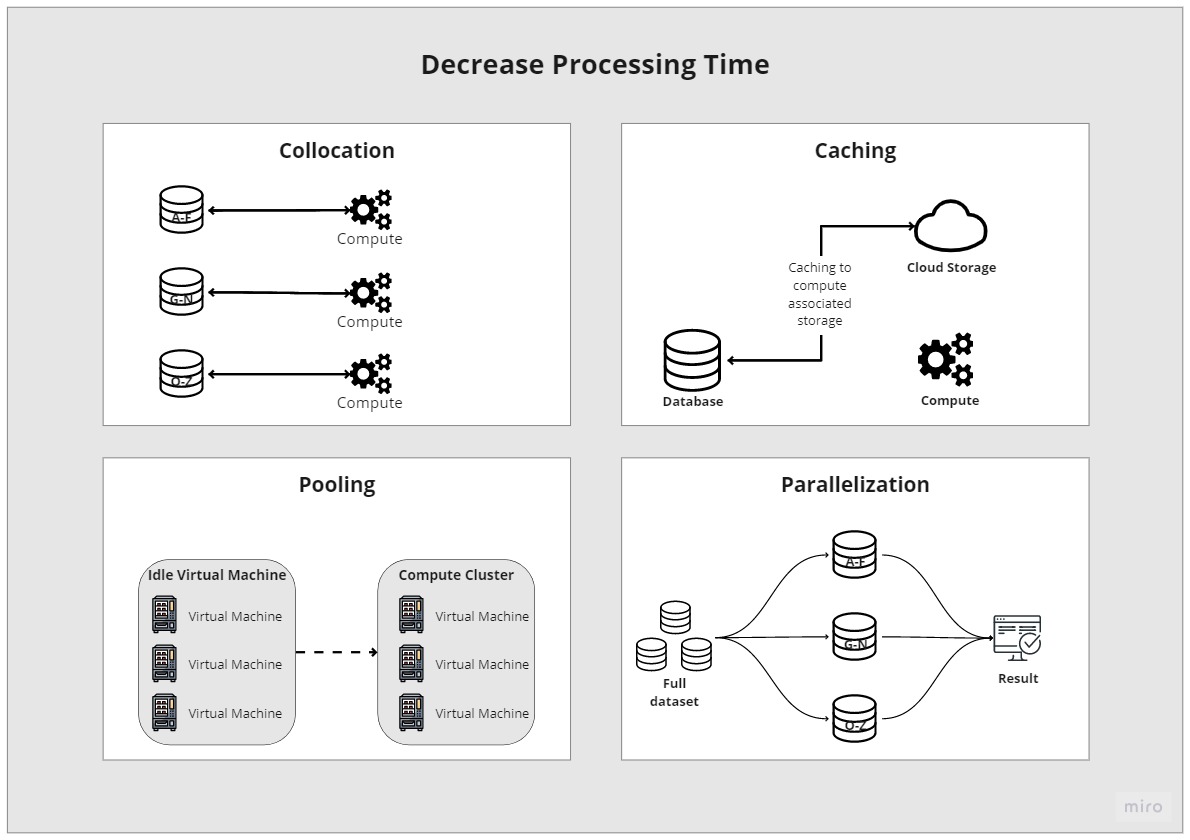 Decrease Processing Time
Collocation
A-F
Compute
G-N
Compute
O-Z
Compute
Caching
Cloud Storage
Caching to
compute
associated
storage
Database
Compute
Pooling
Idle Virtual Machine
Virtual Machine
Virtual Machine
Virtual Machine
Compute Cluster
Virtual Machine
Virtual Machine
Virtual Machine
Parallelization
A-F
G-N
O-Z
Full
dataset
Result
miro